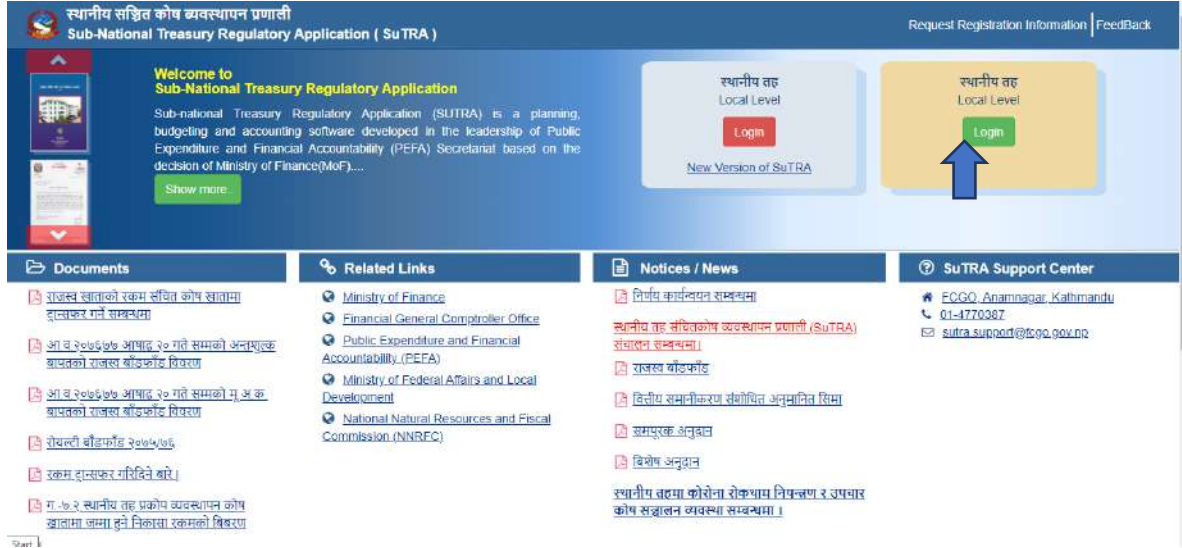 स्थानीय सञ्चित कोष ब्यवस्थापन प्रणाली
Sub-National Treasury Regulatory Application ( SuTRA )
Request Registration Information
FeedBack
Welcome to
Sub-National Treasury Regulatory Application
Sub-national Treasury Regulatory Application (SUTRA) is a planning,
budgeting and accounting software developed in the leadership of Public
Expenditure and Financial Accountability (PEFA) Secretariat based on the
decision of Ministry of Finance(MoF)....
Show more..
स्थानीय तह
Local Level
Login
New Version of SuTRA
स्थानीय तह
Local Level
Login
Documents
राजस्व खाताको रकम संचित कोष खातामा
ट्रान्सफर गर्ने सम्बन्धमा
आ व २०७६्७७ आषाढ २० गते सम्मको अन्तशुल्क
बापतको राजस्व बाँडफाँड विवरण
आ व २०७६्७७ आषाढ २० गते सम्मको मू अ क
बापतको राजस्व बाँडफाँड विवरण
रोयल्टी बाँडफाँड २०७५/७६
रकम ट्रान्सफर गरिदिने बारे।
ग -७.२ स्थानीय तह प्रकोप व्यवस्थापन कोष
खातामा जम्मा हुने निकासा रकमको बिबरण
Related Links
Ministry of Finance
Financial General Comptroller Office
Public Expenditure and Financial
Accountability (PEFA)
Ministry of Federal Affairs and Local
Development
National Natural Resources and Fiscal
Commission (NNRFC)
Notices / News
निर्णय कार्यन्वयन सम्बन्धमा
स्थानीय तह संचितकोष व्यवस्थापन प्रणाली (SuTRA)
संचालन सम्बन्धमा।
राजस्व बाँडफाँड
वित्तीय समानीकरण संशोधित अनुमानित सिमा
समपूरक अनुदान
बिशेष अनुदान
स्थानीय तहमा कोरोना रोकथाम नियन्त्रण र उपचार
कोष सञ्चालन व्यवस्था सम्बन्धमा ।
SuTRA Support Center
FCGO, Anamnagar, Kathmandu
01-4770387
sutra.support@fcgo.gov.np
Start